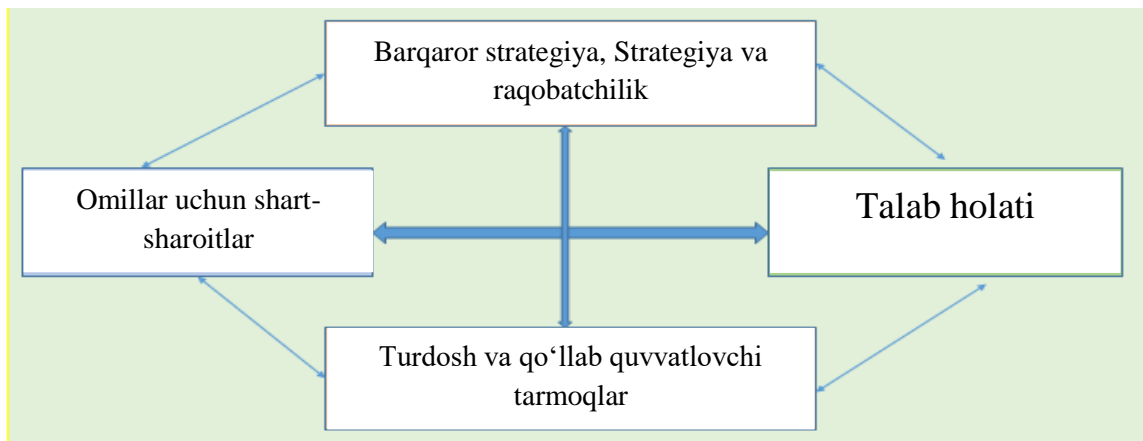 Barqaror strategiya, Strategiya va
raqobatchilik
Omillar uchun shart-
sharoitlar
Talab holati
Turdosh va qo‘llab quvvatlovchi
tarmoqlar